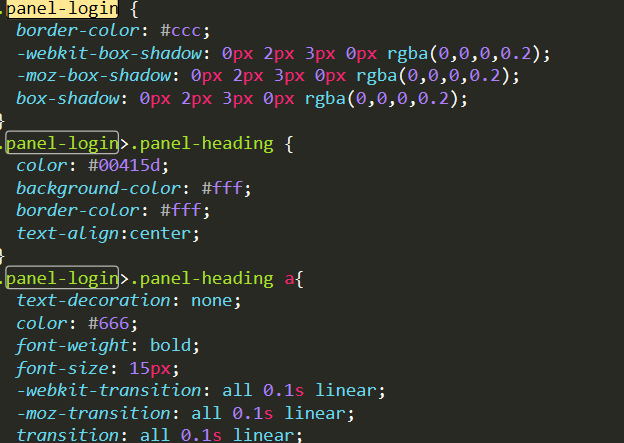 .panel-login {
border-color: #ccc;
-webkit-box-shadow: 0px 2px 3px 0px rgba(0,0,0,0.2);
-moz-box-shadow: 0px 2px 3px 0px rgba(0,0,0,0.2);
box-shadow: 0px 2px 3px 0px rgba(0,0,0,0.2);
}
.panel-login>.panel-heading {
color: #00415d;
background-color: #fff;
border-color: #fff;
text-align:center;
}
.panel-login>.panel-heading a{
text-decoration: none;
color: #666;
font-weight: bold;
font-size: 15px;
-webkit-transition: all 0.1s linear;
-moz-transition: all 0.1s linear;
transition: all 0.1s linear;